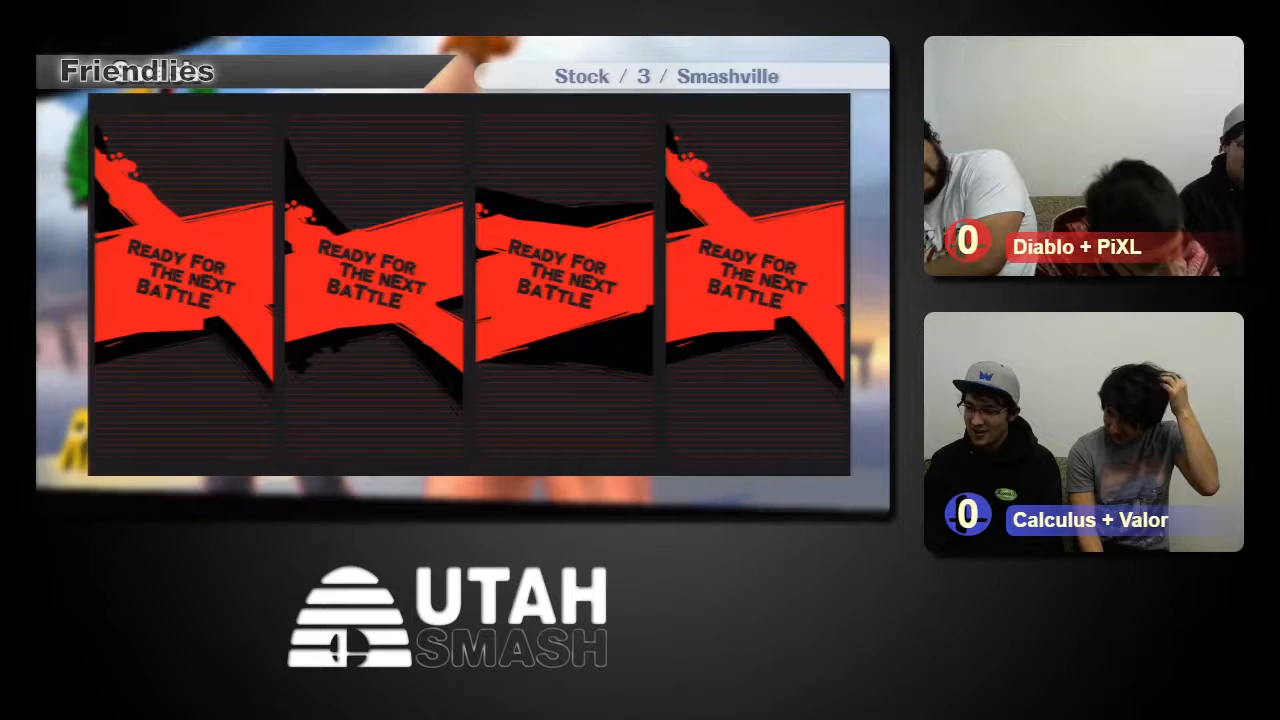 Friendlies
Stock / 3 / Smashville
READY FOR
THE NEXT
BATTLE
READY FOR
THE NEXT
BATTLE
READY FOR
THE NEXT
BATTLE
READY FOR
THE NEXT
BATTLE
0
Diablo + PiXL
0
Calculus + Valor
UTAH
SMASH